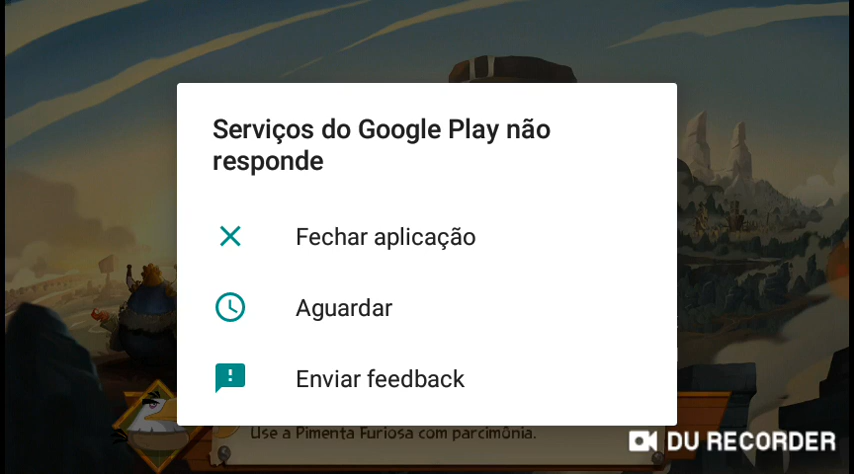 Serviços do Google Play não
responde
Fechar aplicação
Aguardar
Enviar feedback
Use a Pimenta Furiosa com parcimônia.
DU RECORDER